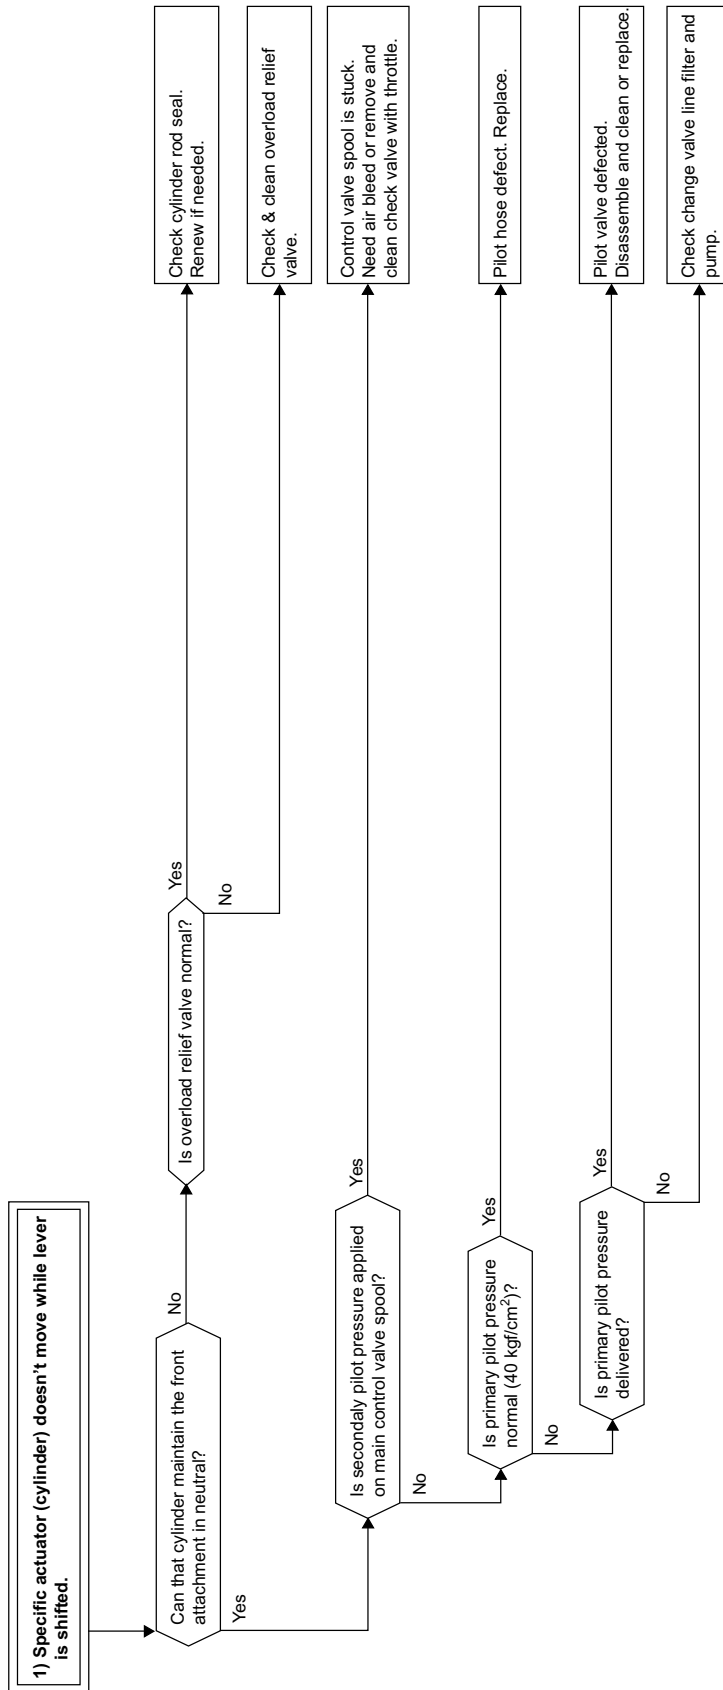 1) Specific actuator (cylinder) doesn't move while lever
is shifted.
Can that cylinder maintain the front
attachment in neutral?
No
Yes
Is overload relief valve normal?
Yes
No
Check cylinder rod seal.
Renew if needed.
Check & clean overload relief
valve.
Is secondaly pilot pressure applied
on main control valve spool?
Yes
No
Control valve spool is stuck.
Need air bleed or remove and
clean check valve with throttle.
Is primary pilot pressure
normal (40 kgf/cm²)?
Yes
No
Pilot hose defect. Replace.
Is primary pilot pressure
delivered?
Yes
No
Pilot valve defected.
Disassemble and clean or replace.
Check change valve line filter and
pump.